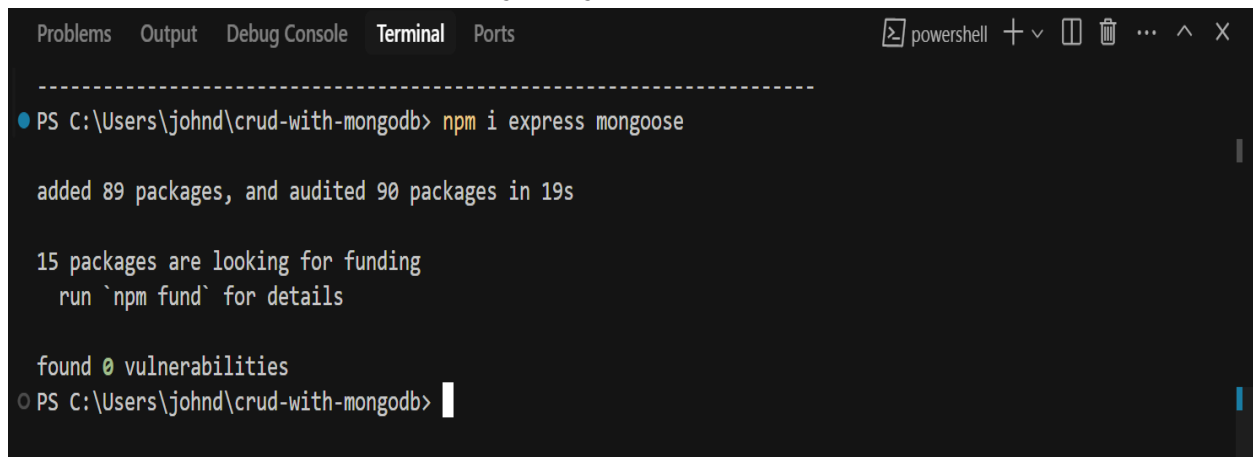 Problems Output Debug Console Terminal Ports powershell
----------------------------------------------------------------------
PS C:\Users\johnd\crud-with-mongodb> npm i express mongoose
added 89 packages, and audited 90 packages in 19s
15 packages are looking for funding
run `npm fund` for details
found 0 vulnerabilities
PS C:\Users\johnd\crud-with-mongodb>